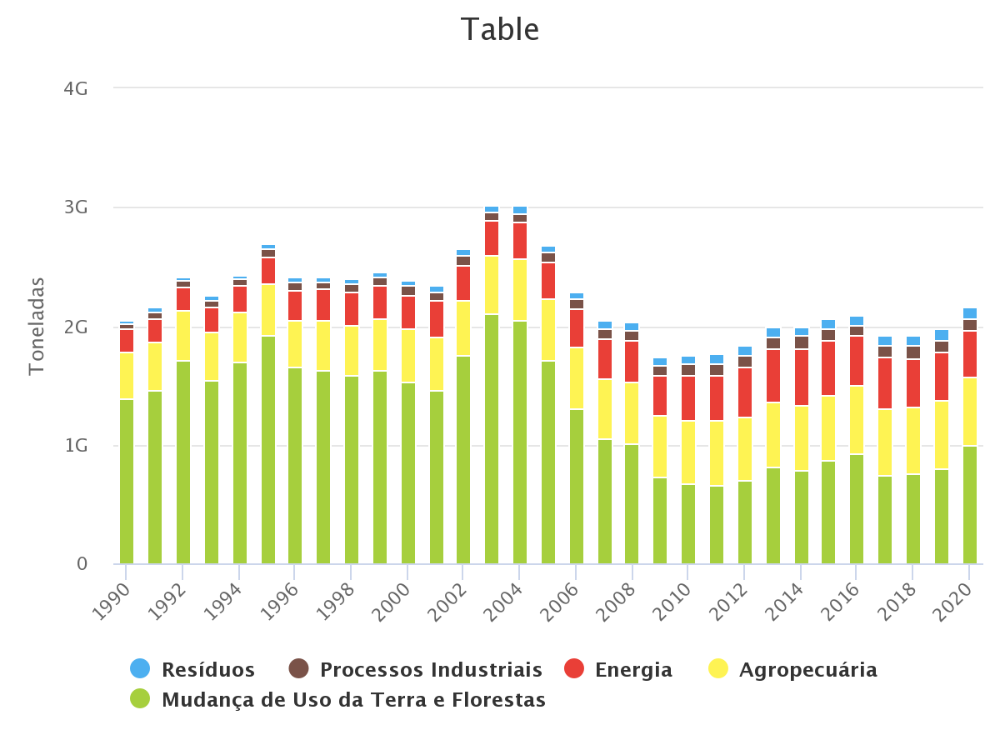 Table
Toneladas
4G
3G
2G
1G
0
1990
1992
1994
1996
1998
2000
2002
2004
2006
2008
2010
2012
2014
2016
2018
2020
Resíduos Processos Industriais Energia Agropecuária
Mudança de Uso da Terra e Florestas